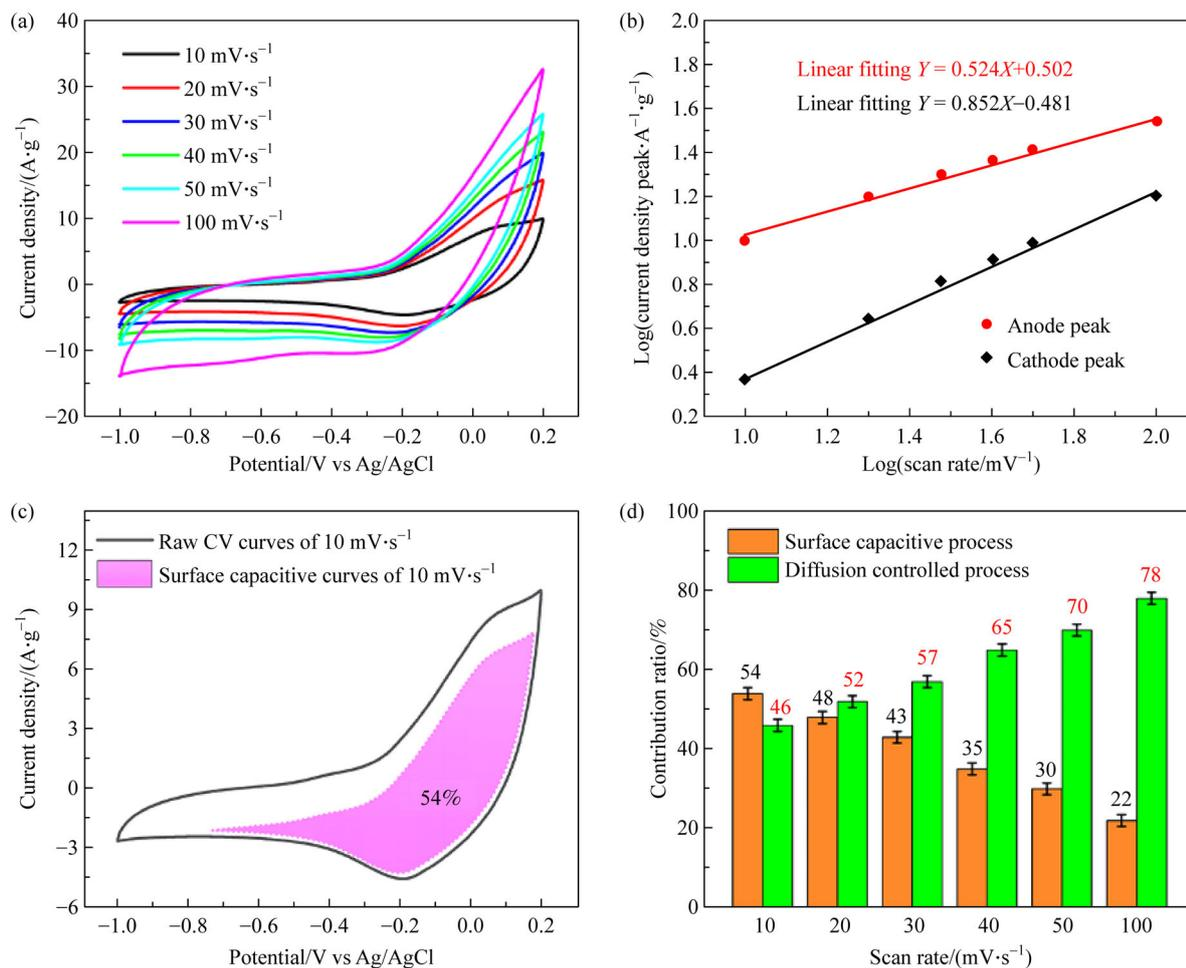 (a)
40
30
20
10
0
−10
−20
Current density/(A·g⁻¹)
10 mV·s⁻¹
20 mV·s⁻¹
30 mV·s⁻¹
40 mV·s⁻¹
50 mV·s⁻¹
100 mV·s⁻¹
−1.0 −0.8 −0.6 −0.4 −0.2 0.0 0.2
Potential/V vs Ag/AgCl
(b)
2.0
1.8
1.6
1.4
1.2
1.0
0.8
0.6
0.4
0.2
Log(current density peak·A⁻¹·g⁻¹)
Linear fitting Y = 0.524X+0.502
Linear fitting Y = 0.852X−0.481
Anode peak
Cathode peak
1.0 1.2 1.4 1.6 1.8 2.0
Log(scan rate/mV⁻¹)
(c)
12
9
6
3
0
−3
−6
Current density/(A·g⁻¹)
Raw CV curves of 10 mV·s⁻¹
Surface capacitive curves of 10 mV·s⁻¹
54%
−1.0 −0.8 −0.6 −0.4 −0.2 0.0 0.2
Potential/V vs Ag/AgCl
(d)
100
80
60
40
20
0
Contribution ratio/%
Surface capacitive process
Diffusion controlled process
54 46 48 52 43 57 35 65 30 70 22 78
10 20 30 40 50 100
Scan rate/(mV·s⁻¹)